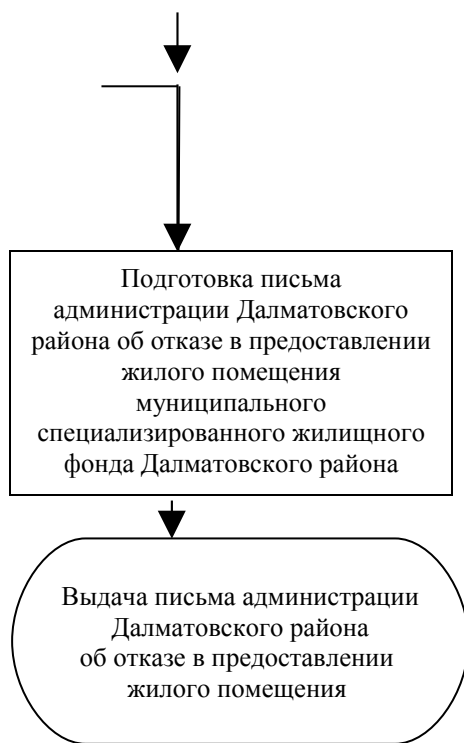 Подготовка письма
администрации Далматовского
района об отказе в предоставлении
жилого помещения
муниципального
специализированного жилищного
фонда Далматовского района
Выдача письма администрации
Далматовского района
об отказе в предоставлении
жилого помещения